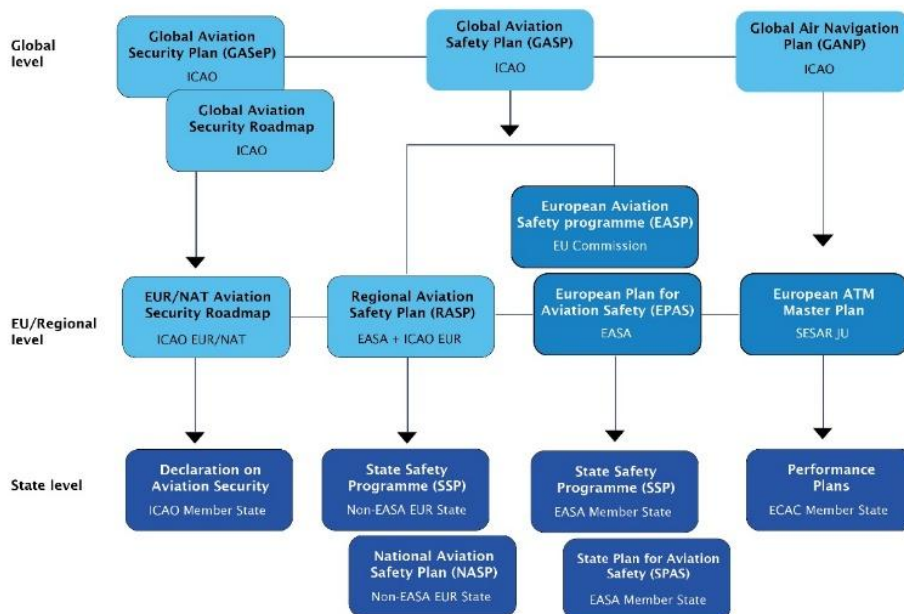 Global
level
Global Aviation
Security Plan (GASeP)
ICAO
Global Aviation
Security Roadmap
ICAO
Global Aviation
Safety Plan (GASP)
ICAO
Global Air Navigation
Plan (GANP)
ICAO
European Aviation
Safety programme (EASP)
EU Commission
EU/Regional
level
EUR/NAT Aviation
Security Roadmap
ICAO EUR/NAT
Regional Aviation
Safety Plan (RASP)
EASA + ICAO EUR
European Plan for
Aviation Safety (EPAS)
EASA
European ATM
Master Plan
SESAR JU
State level
Declaration on
Aviation Security
ICAO Member State
State Safety
Programme (SSP)
Non-EASA EUR State
National Aviation
Safety Plan (NASP)
Non-EASA EUR State
State Safety
Programme (SSP)
EASA Member State
State Plan for Aviation
Safety (SPAS)
EASA Member State
Performance
Plans
ECAC Member State